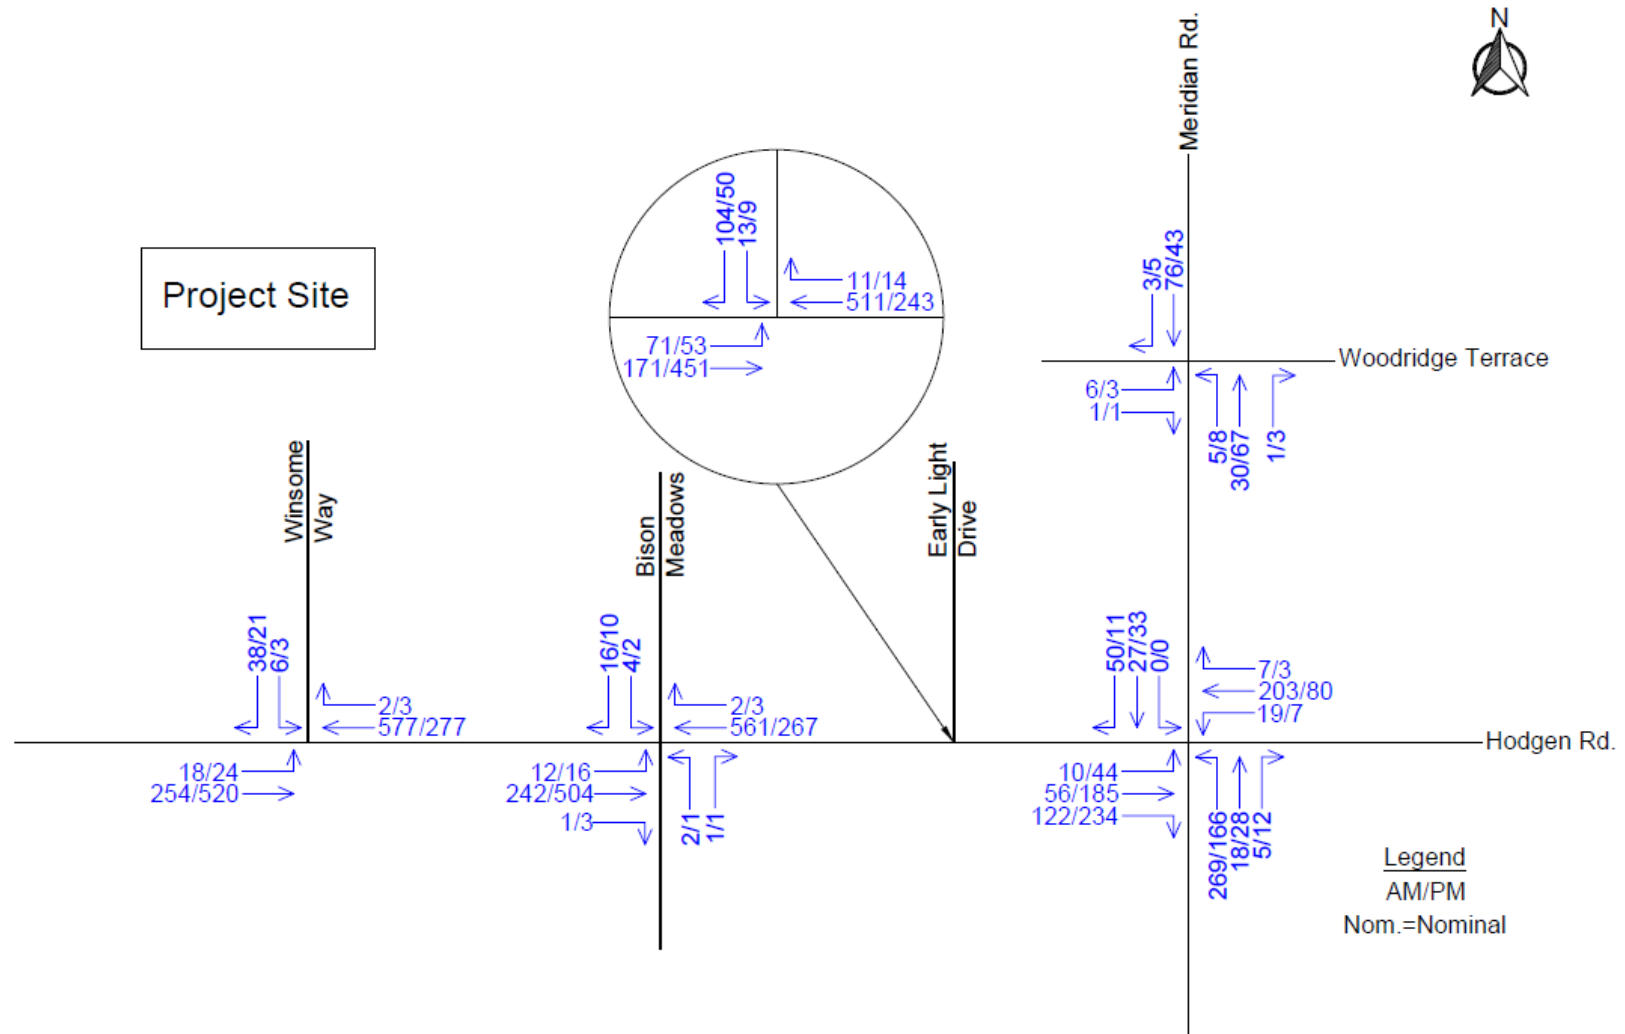 N
Meridian Rd.
Project Site
104/50
13/9
11/14
511/243
71/53
171/451
3/5
76/43
Woodridge Terrace
6/3
1/1
5/8
30/67
1/3
Winsome
Way
Bison
Meadows
Early Light
Drive
38/21
6/3
2/3
577/277
18/24
254/520
16/10
4/2
2/3
561/267
12/16
242/504
1/3
2/1
1/1
50/11
27/33
0/0
7/3
203/80
19/7
Hodgen Rd.
10/44
56/185
122/234
269/166
18/28
5/12
Legend
AM/PM
Nom.=Nominal